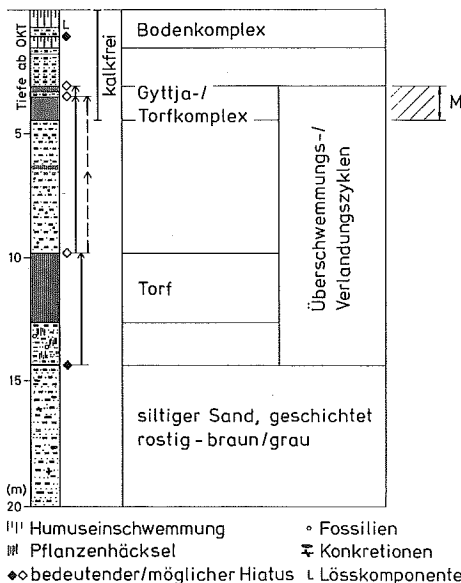 Tiefe ab OKT
L
kalkfrei
Bodenkomplex
Gyttja-/
Torfkomplex
M
5
Überschwemmungs-/
Verlandungszyklen
10
Torf
15
siltiger Sand, geschichtet
rostig-braun/grau
(m)
20
Humuseinschwemmung
Fossilien
Pflanzenhäcksel
Konkretionen
bedeutender/möglicher Hiatus
L Lösskomponente